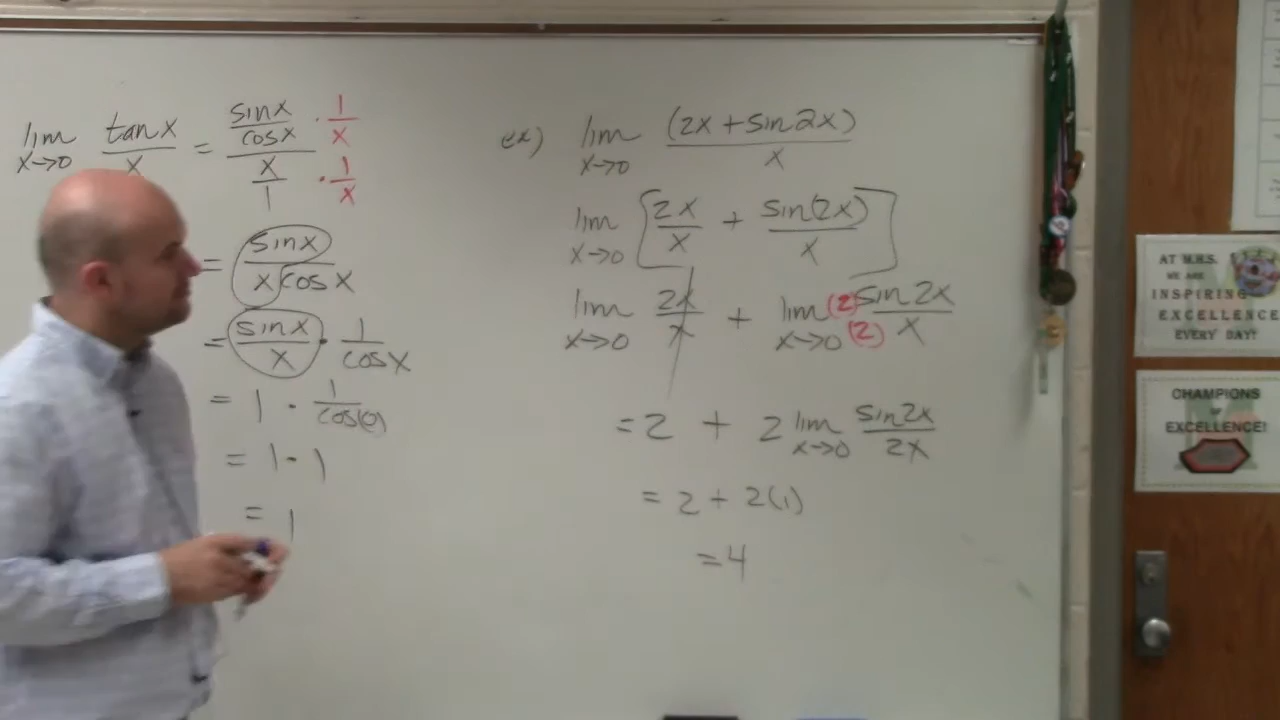 lim x→0 tanx/x = (sinx/cosx · 1/x)/(x/1 · 1/x)
= sinx/(x cosx)
= sinx/x · 1/cosx
= 1 · 1/cos(0)
= 1 · 1
= 1
ex) lim x→0 (2x + sin2x)/x
lim x→0 [2x/x + sin(2x)/x]
lim x→0 2x/x + lim x→0 (2)sin2x/(2)x
= 2 + 2 lim x→0 sin2x/2x
= 2 + 2(1)
= 4
AT M.H.S.
WE ARE
INSPIRING
EXCELLENCE
EVERY DAY!
CHAMPIONS
OF
EXCELLENCE!